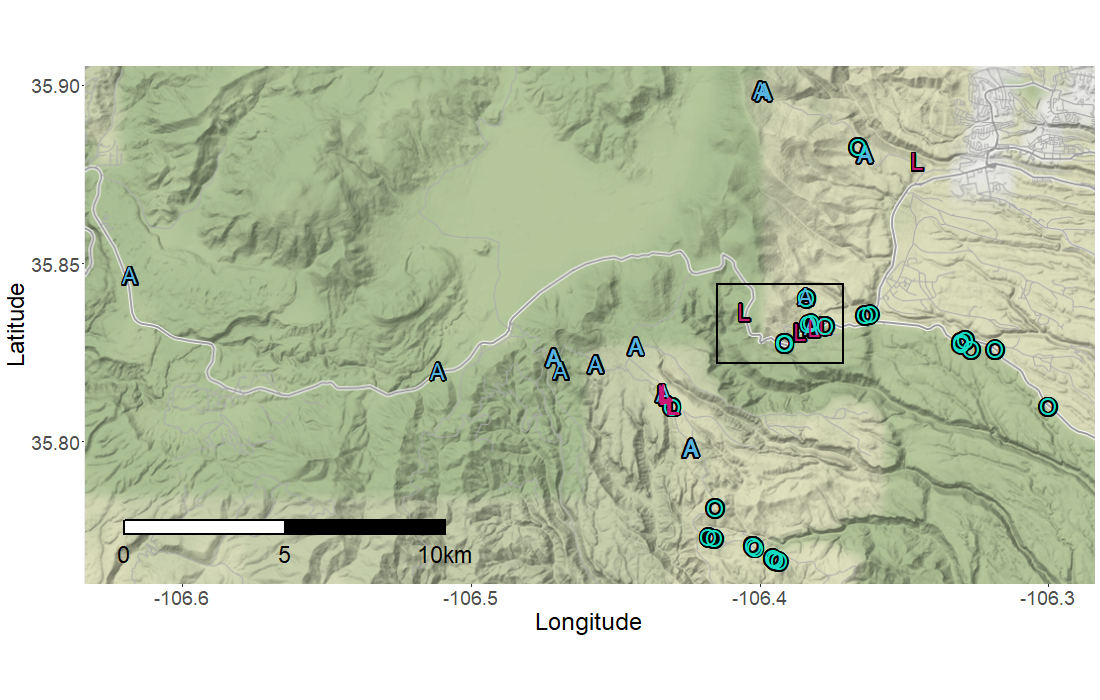 35.90
35.85
35.80
Latitude
A A
O A L
A
A O
L
O O L O
L O O
O
O O O O
A
A A A A
A L
L O
O
A
O
O O
O O
O O
0 5 10km
-106.6 -106.5 -106.4 -106.3
Longitude